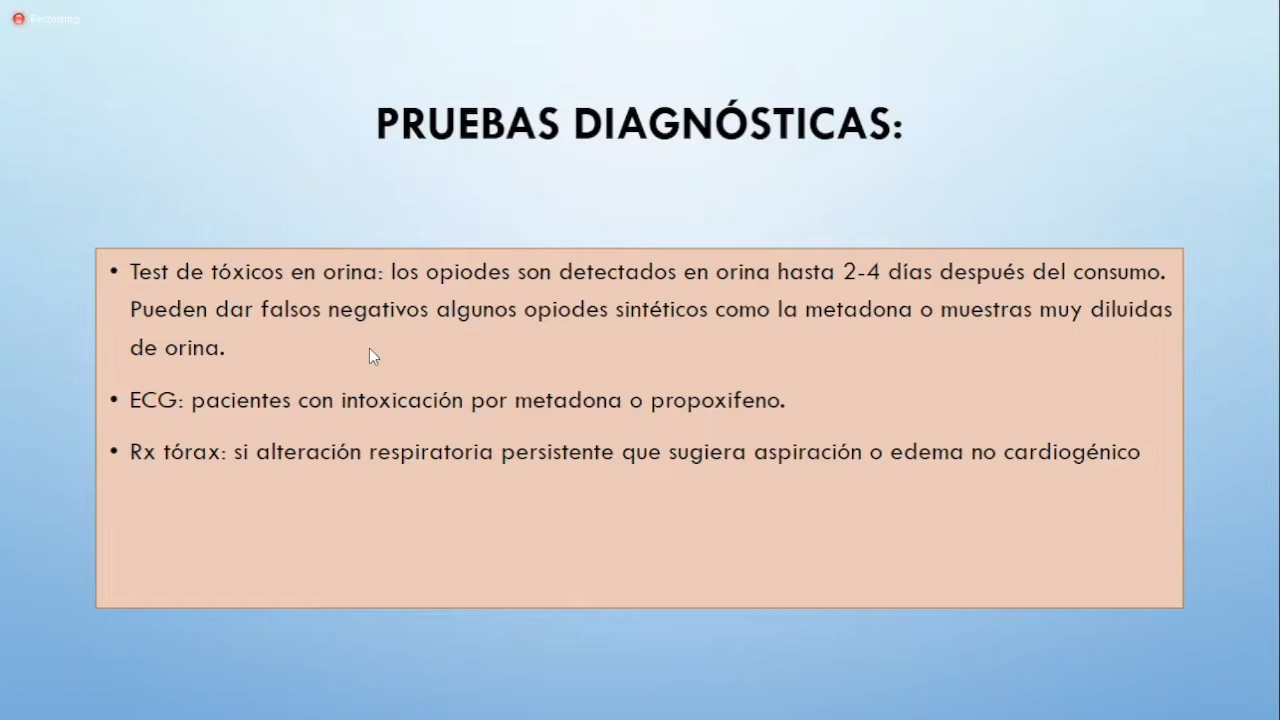 Recording
PRUEBAS DIAGNÓSTICAS:
• Test de tóxicos en orina: los opiodes son detectados en orina hasta 2-4 días después del consumo.
Pueden dar falsos negativos algunos opiodes sintéticos como la metadona o muestras muy diluidas
de orina.
• ECG: pacientes con intoxicación por metadona o propoxifeno.
• Rx tórax: si alteración respiratoria persistente que sugiera aspiración o edema no cardiogénico